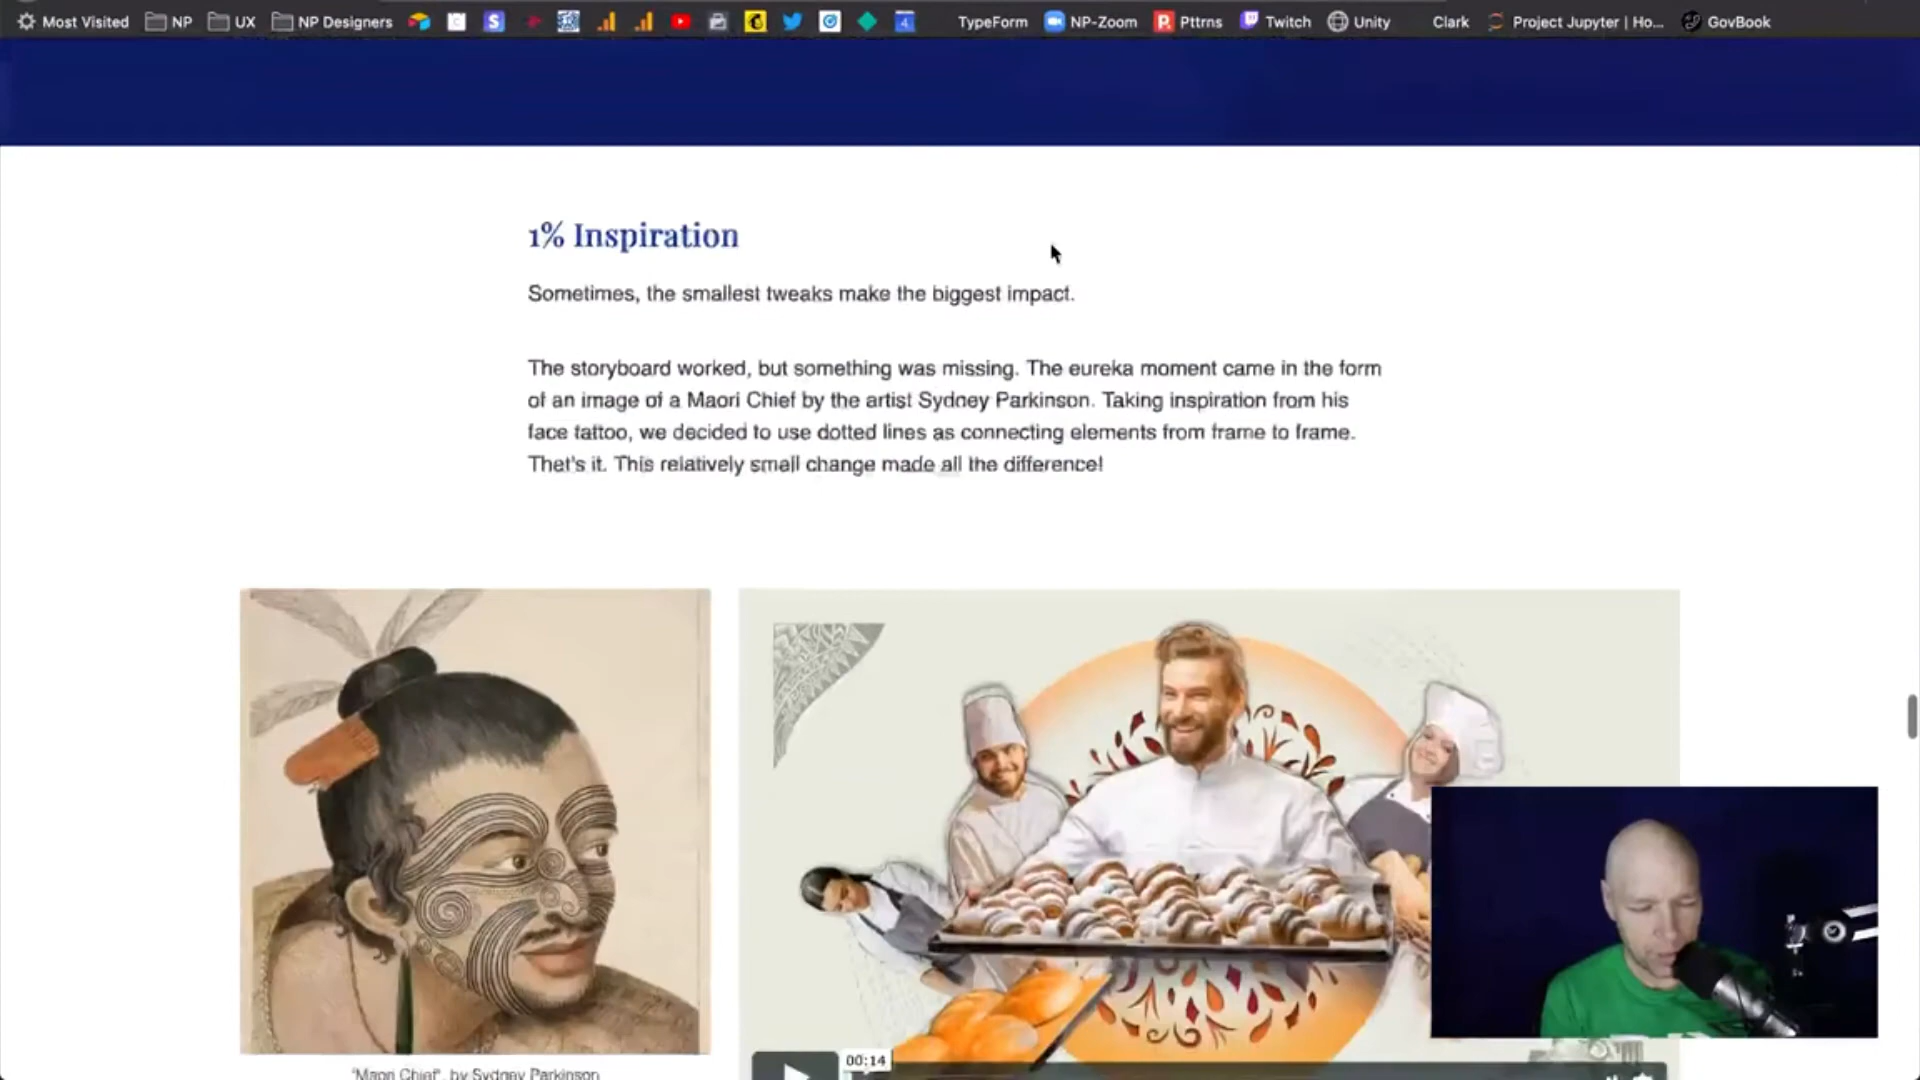 Most Visited NP UX NP Designers 4 TypeForm NP-Zoom Pttrns Twitch Unity Clark Project Jupyter | Ho... GovBook
1% Inspiration
Sometimes, the smallest tweaks make the biggest impact.
The storyboard worked, but something was missing. The eureka moment came in the form
of an image of a Maori Chief by the artist Sydney Parkinson. Taking inspiration from his
face tattoo, we decided to use dotted lines as connecting elements from frame to frame.
That's it. This relatively small change made all the difference!
00:14
"Maori Chief", by Sydney Parkinson